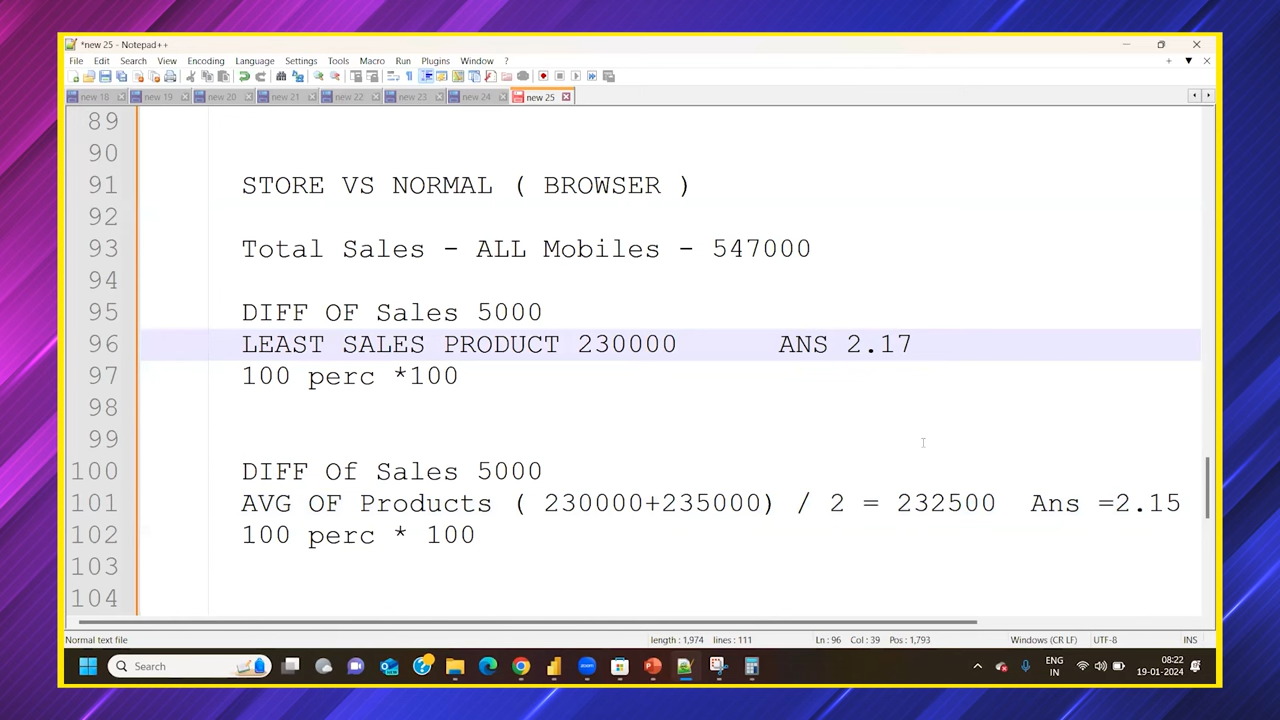 *new 25 - Notepad++
File Edit Search View Encoding Language Settings Tools Macro Run Plugins Window ?
new 18 new 19 new 20 new 21 new 22 new 23 new 24 new 25
89
90
91 STORE VS NORMAL ( BROWSER )
92
93 Total Sales - ALL Mobiles - 547000
94
95 DIFF OF Sales 5000
96 LEAST SALES PRODUCT 230000 ANS 2.17
97 100 perc *100
98
99
100 DIFF Of Sales 5000
101 AVG OF Products ( 230000+235000) / 2 = 232500 Ans =2.15
102 100 perc * 100
103
104
Normal text file length : 1,974 lines : 111 Ln : 96 Col : 39 Pos : 1,793 Windows (CR LF) UTF-8 INS
Search ENG IN 08:22 19-01-2024